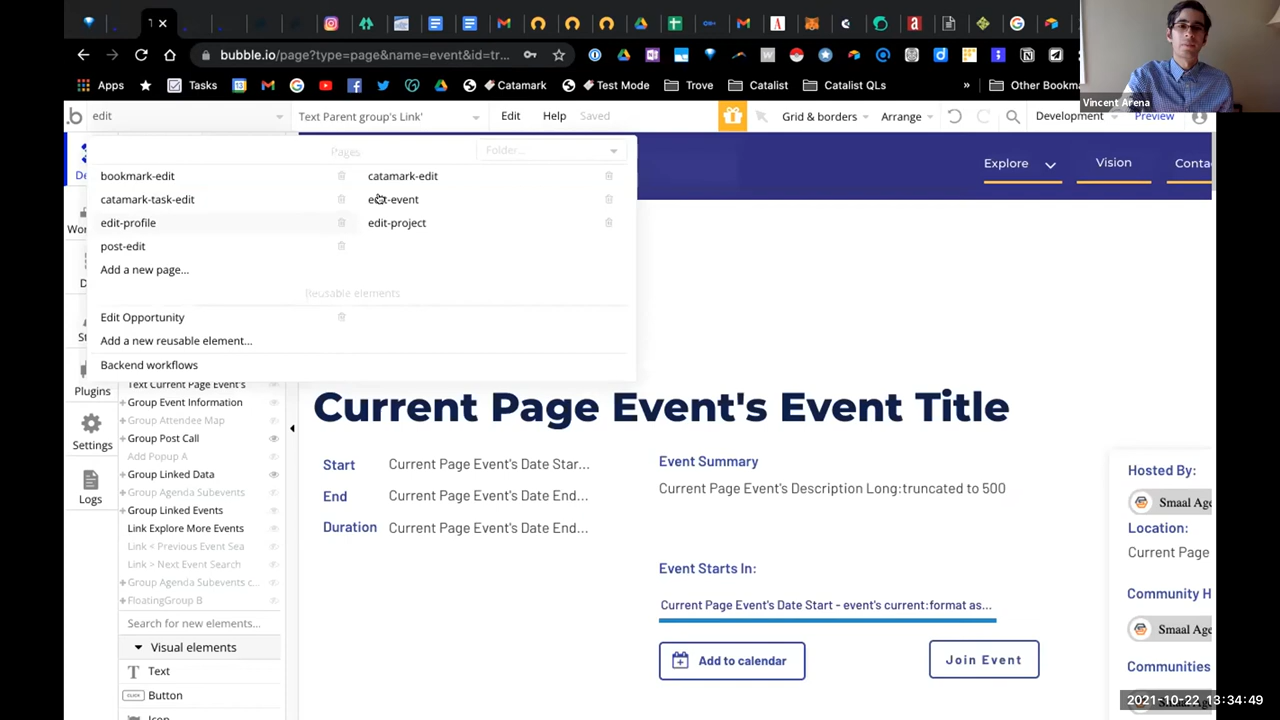 bubble.io/page?type=page&name=event&id=tr...
Apps
Tasks
Catamark
Test Mode
Trove
Catalist
Catalist QLs
»
Other Bookma
Vincent Arena
edit
Text Parent group's Link'
Edit
Help
Saved
Grid & borders
Arrange
Development
Preview
Pages
Folder...
bookmark-edit
catamark-edit
catamark-task-edit
edit-event
edit-profile
edit-project
post-edit
Add a new page...
Reusable elements
Edit Opportunity
Add a new reusable element...
Backend workflows
Plugins
Settings
Logs
Text Current Page Event's
Group Event Information
Group Attendee Map
Group Post Call
Add Popup A
Group Linked Data
Group Agenda Subevents
Group Linked Events
Link Explore More Events
Link < Previous Event Sea
Link > Next Event Search
Group Agenda Subevents c...
FloatingGroup B
Search for new elements...
Visual elements
Text
Button
Icon
Explore
Vision
Conta
Current Page Event's Event Title
Start
Current Page Event's Date Star...
End
Current Page Event's Date End...
Duration
Current Page Event's Date End...
Event Summary
Current Page Event's Description Long:truncated to 500
Event Starts In:
Current Page Event's Date Start - event's current:format as...
Add to calendar
Join Event
Hosted By:
Smaal Age
Location:
Current Page
Community H
Smaal Age
Communities
2021-10-22 13:34:49